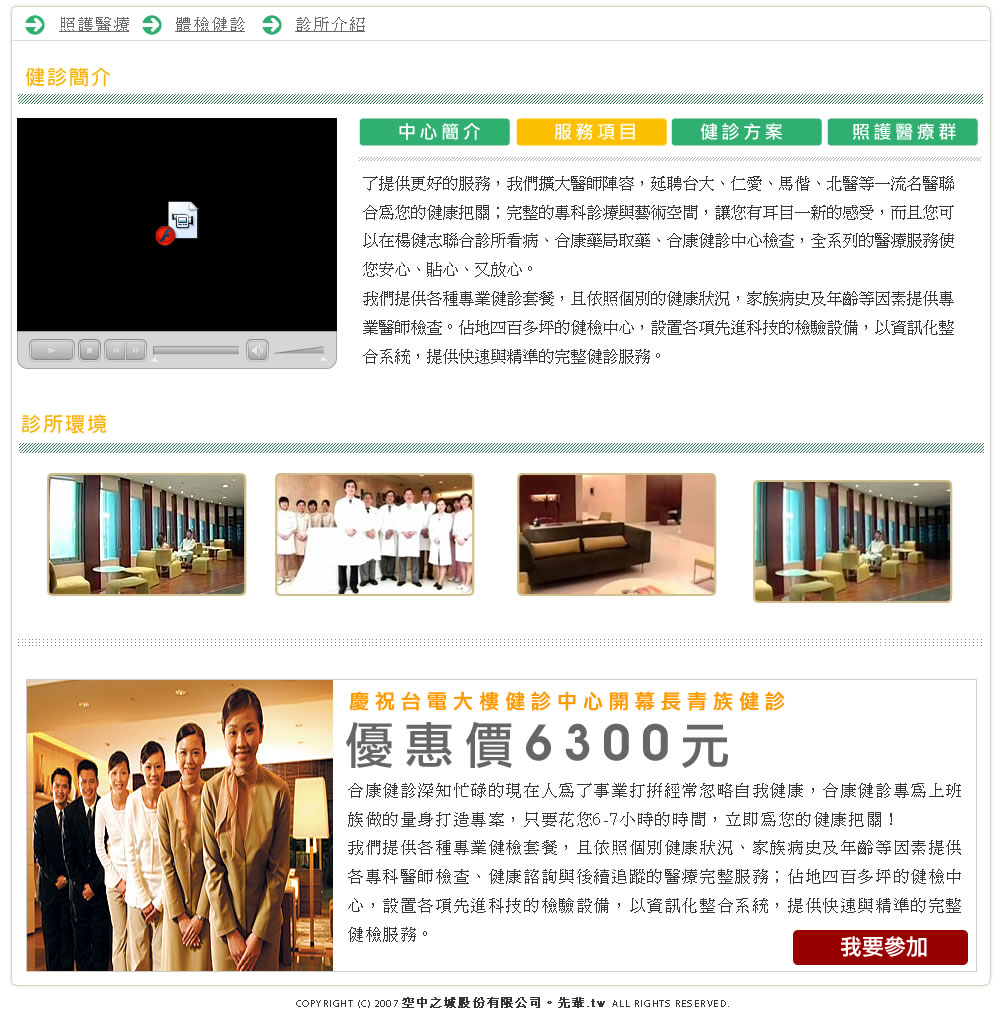 照護醫療 體檢健診 診所介紹
健診簡介
中心簡介 服務項目 健診方案 照護醫療群
了提供更好的服務，我們擴大醫師陣容，延聘台大、仁愛、馬偕、北醫等一流名醫聯
合為您的健康把關；完整的專科診療與藝術空間，讓您有耳目一新的感受，而且您可
以在楊健志聯合診所看病、合康藥局取藥、合康健診中心檢查，全系列的醫療服務使
您安心、貼心、又放心。
我們提供各種專業健診套餐，且依照個別的健康狀況，家族病史及年齡等因素提供專
業醫師檢查。佔地四百多坪的健檢中心，設置各項先進科技的檢驗設備，以資訊化整
合系統，提供快速與精準的完整健診服務。
診所環境
慶祝台電大樓健診中心開幕長青族健診
優惠價6300元
合康健診深知忙碌的現在人為了事業打拚經常忽略自我健康，合康健診專為上班
族做的量身打造專案，只要花您6-7小時的時間，立即為您的健康把關！
我們提供各種專業健檢套餐，且依照個別健康狀況、家族病史及年齡等因素提供
各專科醫師檢查、健康諮詢與後續追蹤的醫療完整服務；佔地四百多坪的健檢中
心，設置各項先進科技的檢驗設備，以資訊化整合系統，提供快速與精準的完整
健檢服務。
我要參加
COPYRIGHT (C) 2007 空中之城股份有限公司。先輩.tw ALL RIGHTS RESERVED.